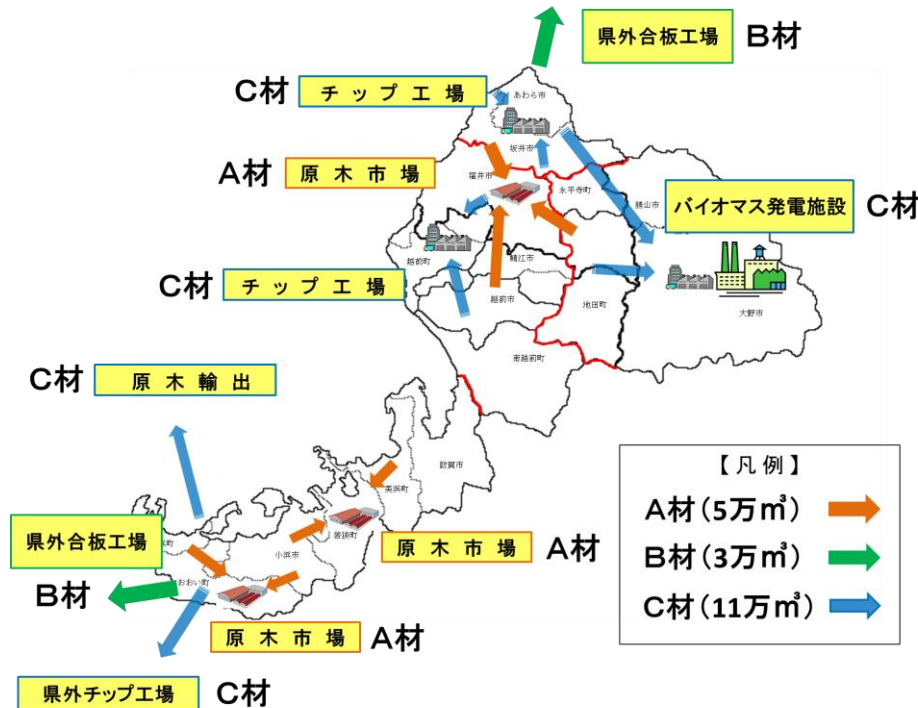 県外合板工場 B材
C材 チップ工場
あわら市
坂井市
A材 原木市場
福井市
永平寺町
勝山市
バイオマス発電施設 C材
越前町
鯖江市
C材 チップ工場
越前市
池田町
大野市
南越前町
C材 原木輸出
敦賀市
美浜町
【凡例】
A材(5万㎥)
B材(3万㎥)
C材(11万㎥)
県外合板工場
若狭町
小浜市
原木市場 A材
おおい町
B材
原木市場 A材
県外チップ工場 C材